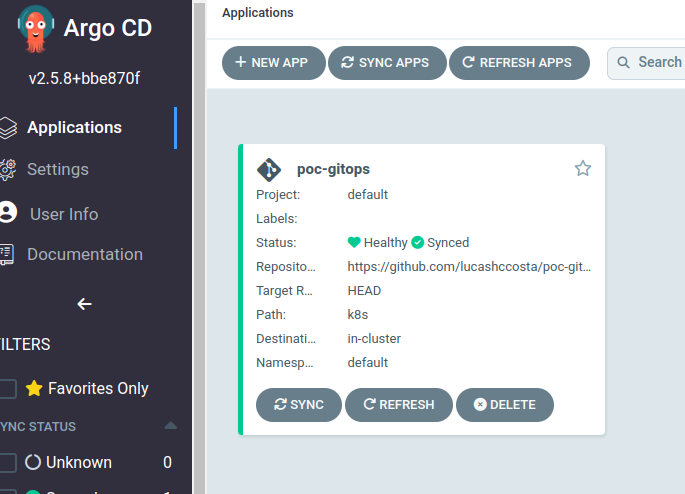 Argo CD
v2.5.8+bbe870f
Applications
Settings
User Info
Documentation
ILTERS
Favorites Only
YNC STATUS
Unknown 0
Applications
+ NEW APP
SYNC APPS
REFRESH APPS
Search
poc-gitops
Project: default
Labels:
Status: Healthy Synced
Reposito... https://github.com/lucashccosta/poc-git...
Target R... HEAD
Path: k8s
Destinati... in-cluster
Namesp... default
SYNC
REFRESH
DELETE